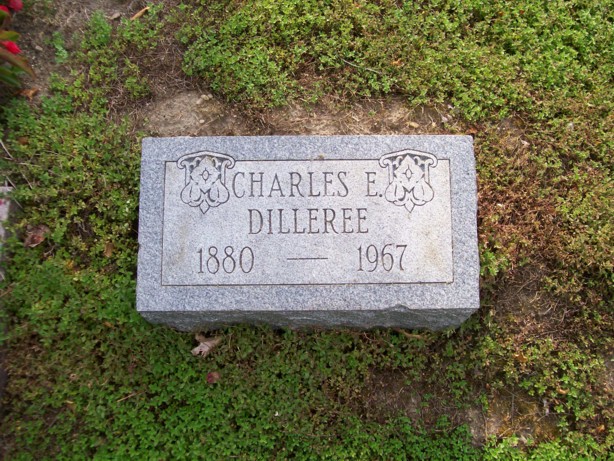 CHARLES E.
DILLEREE
1880 — 1967